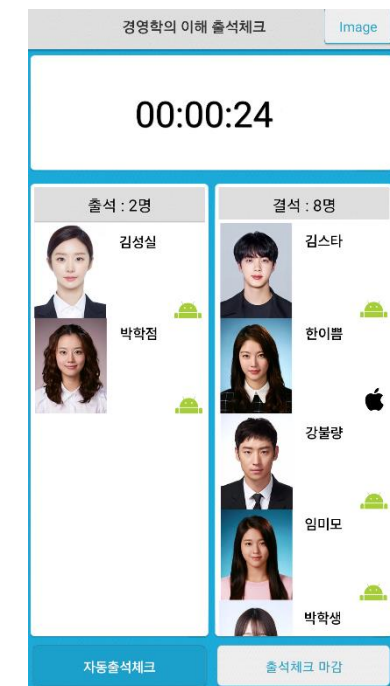 경영학의 이해 출석체크
Image
00:00:24
출석 : 2명
결석 : 8명
김성실
박학점
김스타
한이쁨
강불량
임미모
박학생
자동출석체크
출석체크 마감